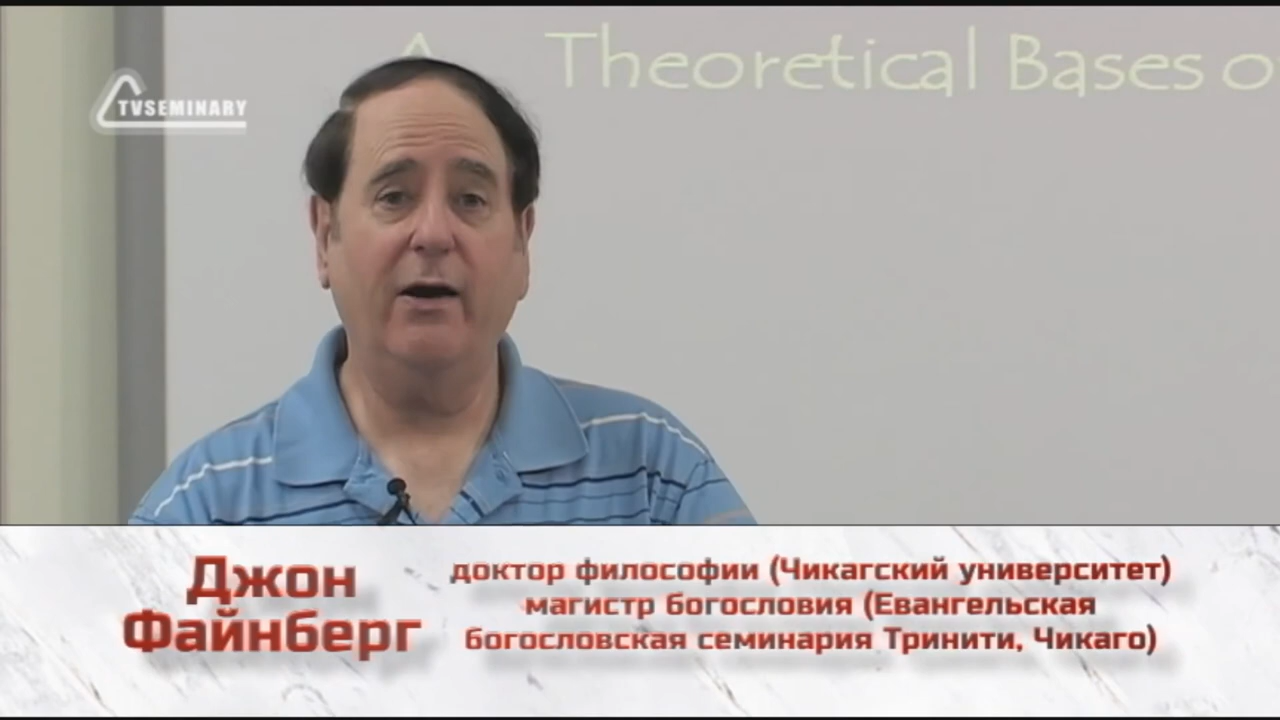 A. Theoretical Bases o
TVSEMINARY
Джон
Файнберг
доктор философии (Чикагский университет)
магистр богословия (Евангельская
богословская семинария Тринити, Чикаго)